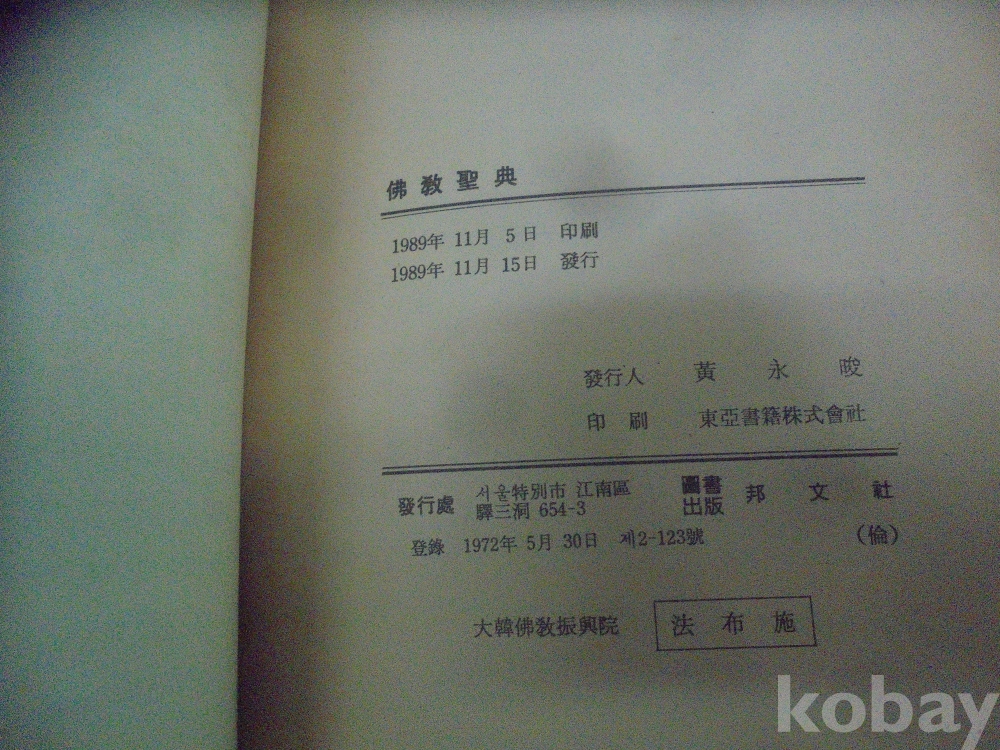 佛敎聖典
1989年 11月 5日 印刷
1989年 11月 15日 發行
發行人 黃永晙
印刷 東亞書籍株式會社
發行處 서울特別市 江南區 驛三洞 654-3 圖書出版 邦文社
登錄 1972年 5月 30日 제2-123號 (倫)
大韓佛敎振興院 法布施
kobay